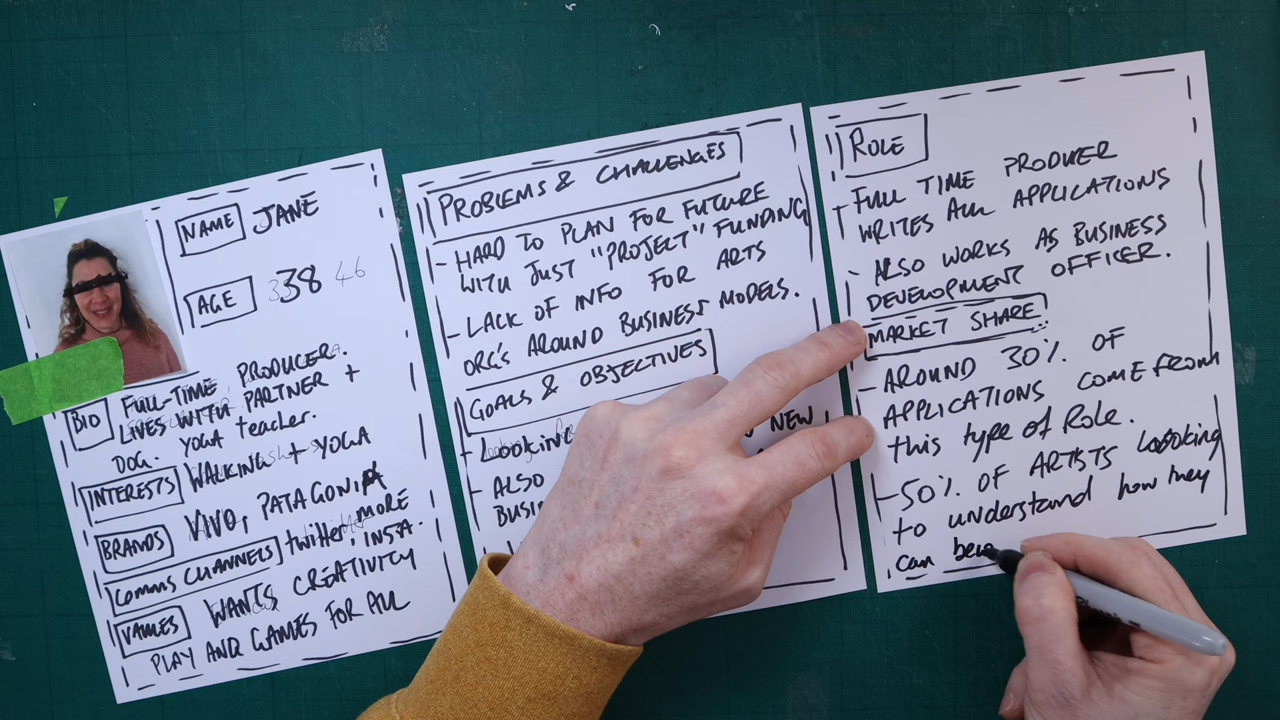 NAME JANE
AGE 38 46
BIO FULL-TIME PRODUCER.
LIVES WITH PARTNER +
DOG. YOGA teacher.
INTERESTS WALKING + YOGA
BRANDS VIVO, PATAGONIA
COMMS CHANNELS twitter, MORE
INSTA.
VALUES WANTS CREATIVITY
PLAY AND GAMES FOR ALL
PROBLEMS & CHALLENGES
- HARD TO PLAN FOR FUTURE
WITH JUST "PROJECT" FUNDING
- LACK OF INFO FOR ARTS
ORG'S AROUND BUSINESS MODELS.
GOALS & OBJECTIVES
- Looking NEW
- ALSO
BUSI
ROLE
- FULL TIME PRODUCER
WRITES ALL APPLICATIONS
- ALSO WORKS AS BUSINESS
DEVELOPMENT OFFICER.
MARKET SHARE
- AROUND 30% OF
APPLICATIONS COME FROM
this type of Role.
- 50% OF ARTISTS Looking
to understand how they
can beco